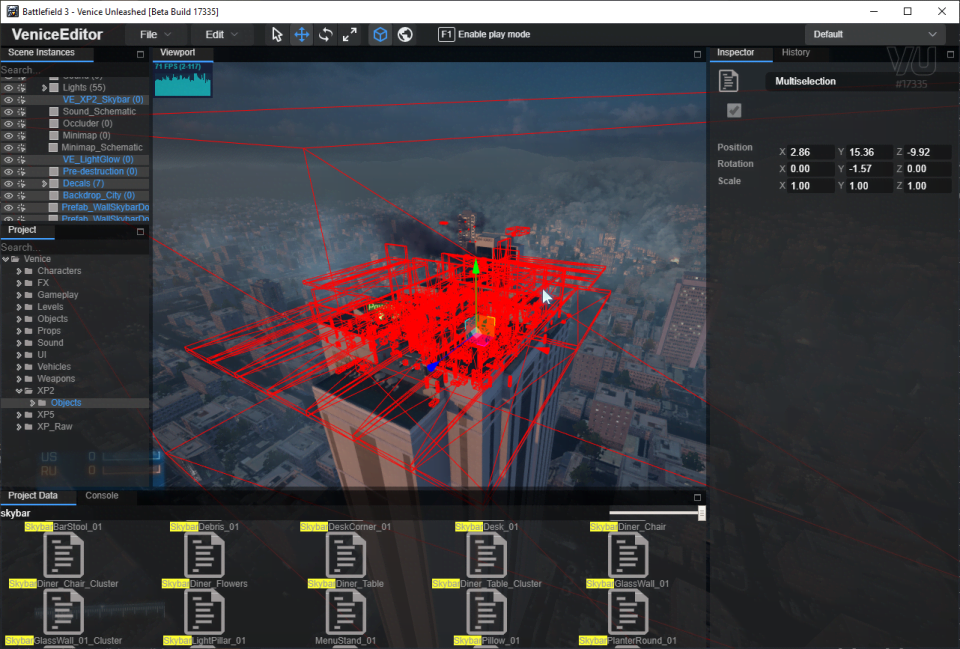 Battlefield 3 - Venice Unleashed [Beta Build 17335]
VeniceEditor File Edit F1 Enable play mode Default
Scene Instances
Search...
Sound (0)
Lights (55)
VE_XP2_Skybar (0)
Sound_Schematic
Occluder (0)
Minimap (0)
Minimap_Schematic
VE_LightGlow (0)
Pre-destruction (0)
Decals (7)
Backdrop_City (0)
Prefab_WallSkybarDo
Prefab_WallSkybarDo
Project
Search...
Venice
Characters
FX
Gameplay
Levels
Objects
Props
Sound
UI
Vehicles
Weapons
XP2
Objects
XP5
XP_Raw
US 0
RU 0
Viewport
71 FPS (2-117)
Inspector History
VU
#17335
Multiselection
Position X 2.86 Y 15.36 Z -9.92
Rotation X 0.00 Y -1.57 Z 0.00
Scale X 1.00 Y 1.00 Z 1.00
Project Data Console
skybar
SkybarBarStool_01 SkybarDebris_01 SkybarDeskCorner_01 SkybarDesk_01 SkybarDiner_Chair
SkybarDiner_Chair_Cluster SkybarDiner_Flowers SkybarDiner_Table SkybarDiner_Table_Cluster SkybarGlassWall_01
SkybarGlassWall_01_Cluster SkybarLightPillar_01 MenuStand_01 SkybarPillow_01 SkybarPlanterRound_01